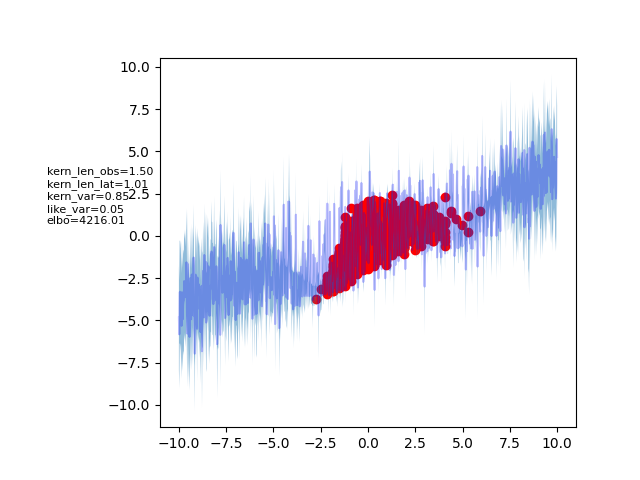 10.0
7.5
5.0
2.5
0.0
−2.5
−5.0
−7.5
−10.0
kern_len_obs=1.50
kern_len_lat=1.01
kern_var=0.85
like_var=0.05
elbo=4216.01
−10.0 −7.5 −5.0 −2.5 0.0 2.5 5.0 7.5 10.0